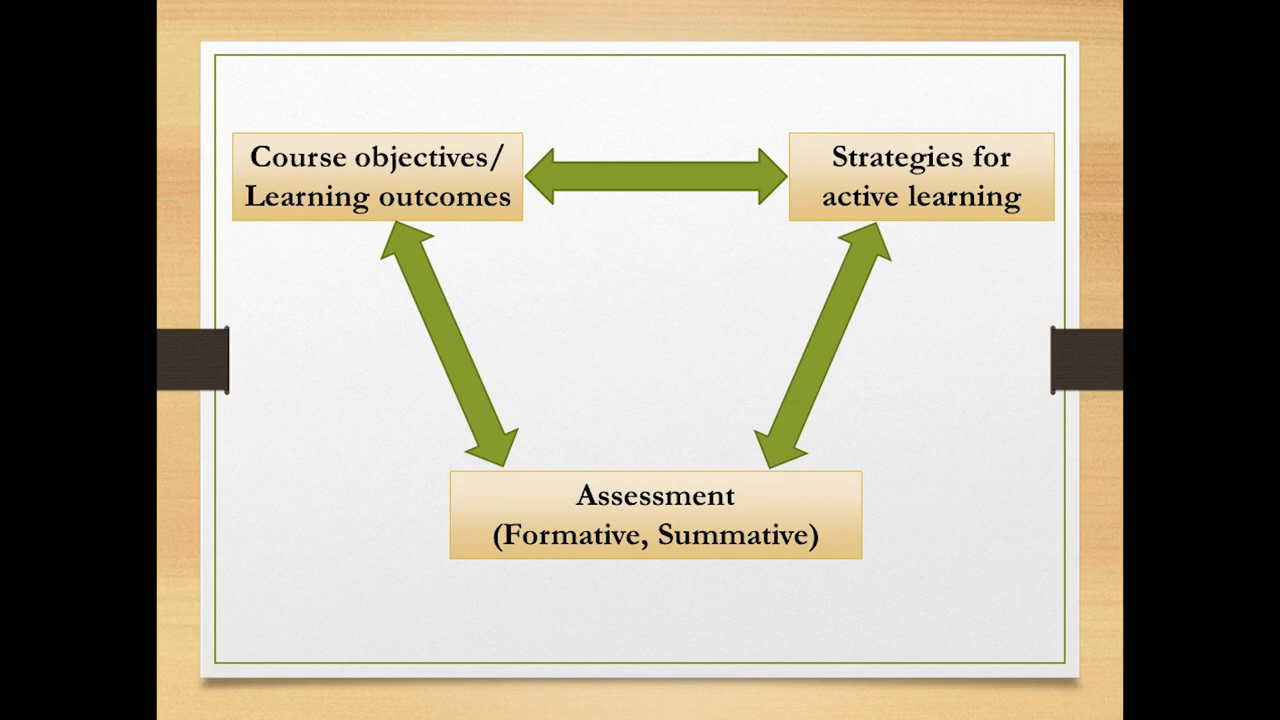 Course objectives/
Learning outcomes
Strategies for
active learning
Assessment
(Formative, Summative)